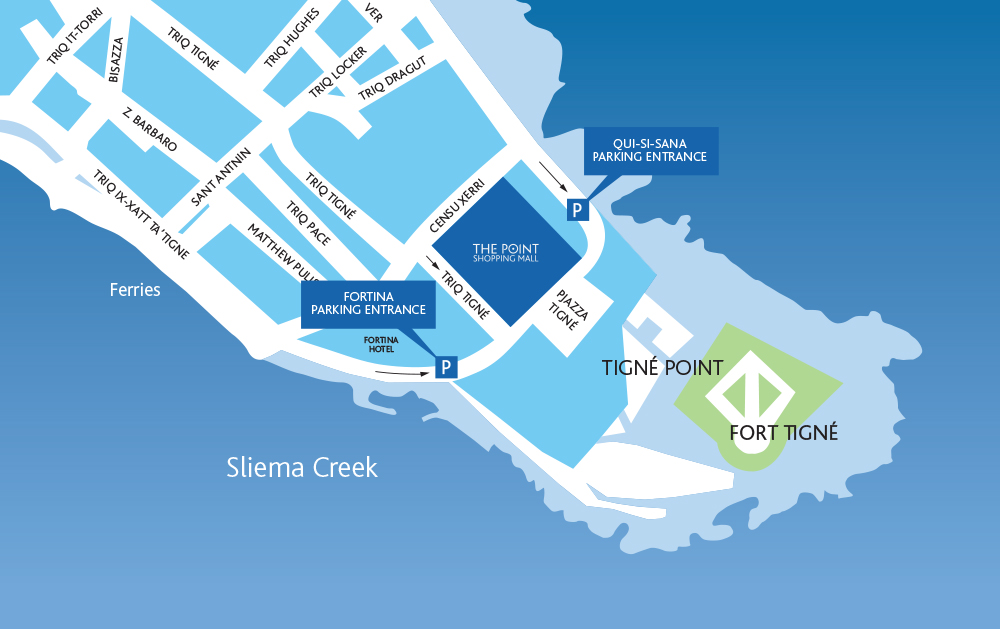 TRIQ IT-TORRI
BISAZZA
TRIQ TIGNÉ
TRIQ HUGHES
VER
TRIQ LOCKER
TRIQ DRAGUT
Z. BARBARO
SANT ANTNIN
TRIQ IX-XATT TA' TIGNE
TRIQ TIGNÉ
TRIQ PACE
MATTHEW
CENSU XERRI
QUI-SI-SANA
PARKING ENTRANCE
P
THE POINT
SHOPPING MALL
TRIQ TIGNÉ
PJAZZA
TIGNÉ
Ferries
FORTINA
PARKING ENTRANCE
FORTINA
HOTEL
P
TIGNÉ POINT
FORT TIGNÉ
Sliema Creek